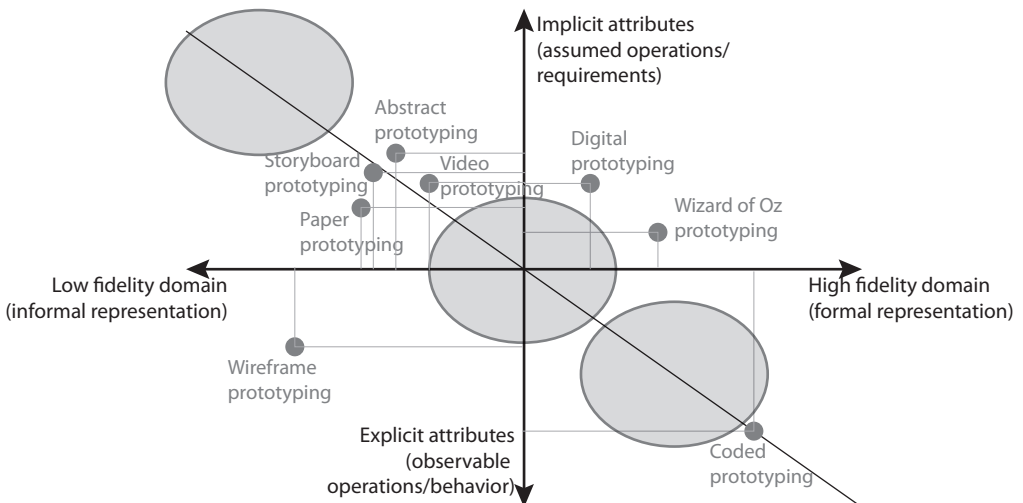 Implicit attributes
(assumed operations/
requirements)
Abstract
prototyping
Storyboard
prototyping
Video
prototyping
Digital
prototyping
Paper
prototyping
Wizard of Oz
prototyping
Low fidelity domain
(informal representation)
High fidelity domain
(formal representation)
Wireframe
prototyping
Explicit attributes
(observable
operations/behavior)
Coded
prototyping